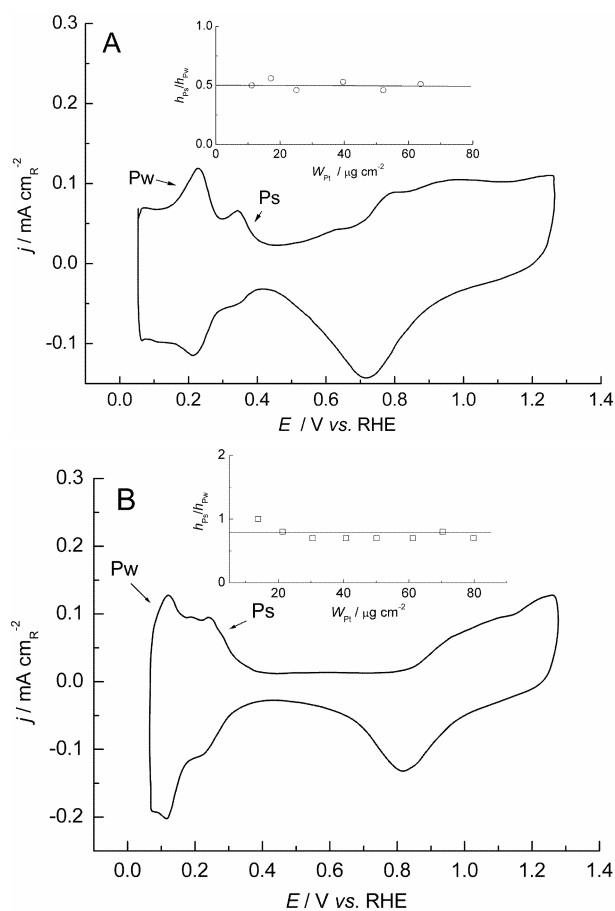 A
0.3
0.2
0.1
0.0
-0.1
j / mA cm_R^-2
0.0 0.2 0.4 0.6 0.8 1.0 1.2 1.4
E / V vs. RHE
Pw
Ps
1.0
0.5
0.0
h_Ps/h_Pw
0 20 40 60 80
W_Pt / μg cm^-2
B
0.3
0.2
0.1
0.0
-0.1
-0.2
j / mA cm_R^-2
0.0 0.2 0.4 0.6 0.8 1.0 1.2 1.4
E / V vs. RHE
Pw
Ps
2
1
0
h_Ps/h_Pw
20 40 60 80
W_Pt / μg cm^-2